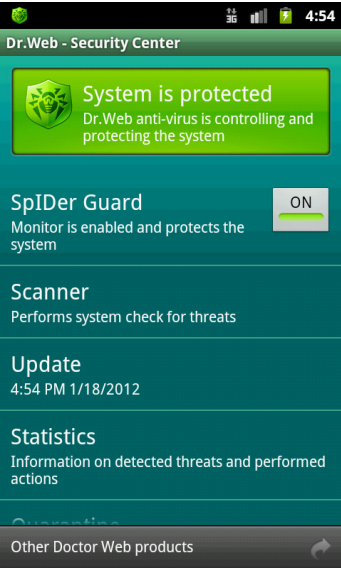 3G 4:54
Dr.Web - Security Center
System is protected
Dr.Web anti-virus is controlling and
protecting the system
SpIDer Guard
ON
Monitor is enabled and protects the
system
Scanner
Performs system check for threats
Update
4:54 PM 1/18/2012
Statistics
Information on detected threats and performed
actions
Quarantine
Other Doctor Web products